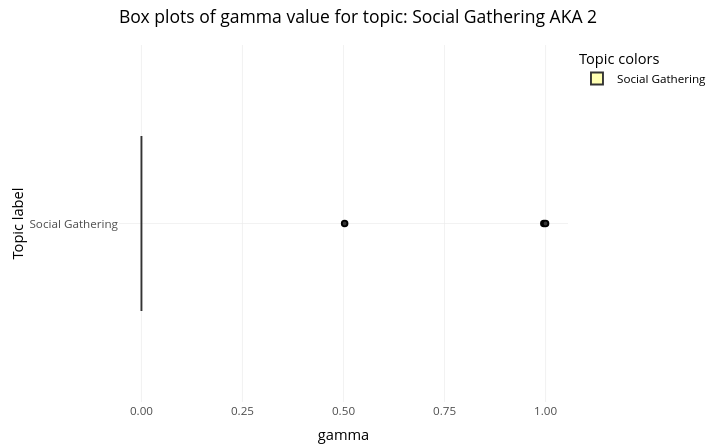 Box plots of gamma value for topic: Social Gathering AKA 2
Topic colors
Social Gathering
Topic label
Social Gathering
0.00
0.25
0.50
0.75
1.00
gamma